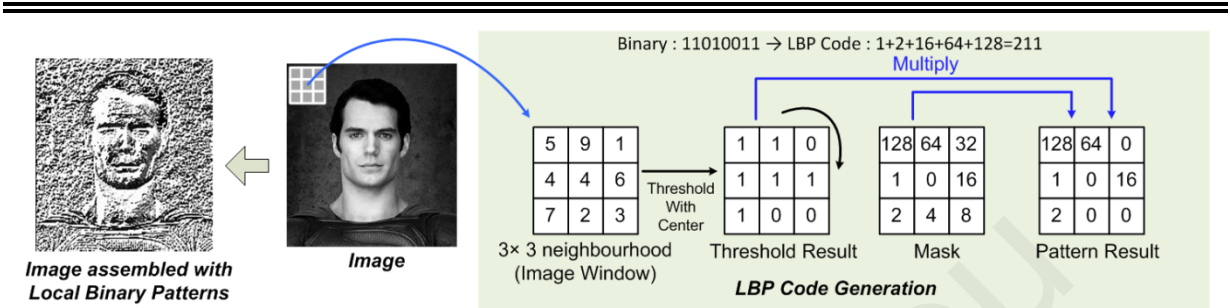 Binary : 11010011 → LBP Code : 1+2+16+64+128=211
Multiply
5 9 1
4 4 6
7 2 3
Threshold
With
Center
1 1 0
1 1 1
1 0 0
128 64 32
1 0 16
2 4 8
128 64 0
1 0 16
2 0 0
3× 3 neighbourhood
(Image Window)
Threshold Result
Mask
Pattern Result
Image
Image assembled with
Local Binary Patterns
LBP Code Generation